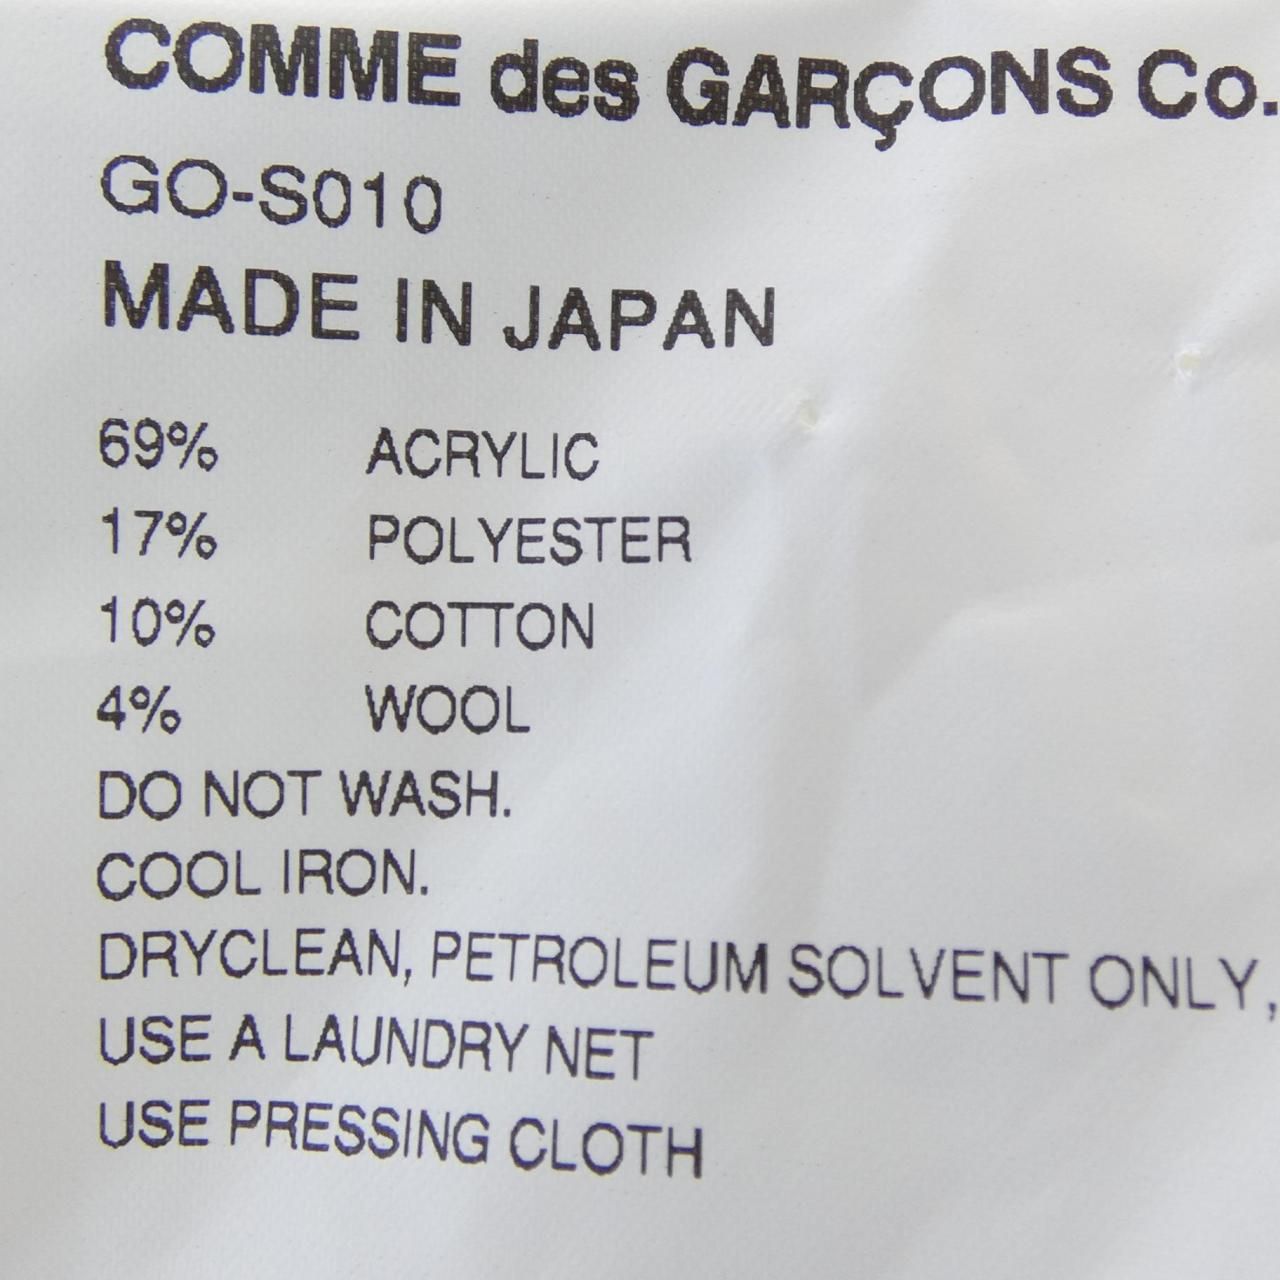 COMME des GARÇONS Co.
GO-S010
MADE IN JAPAN
69% ACRYLIC
17% POLYESTER
10% COTTON
4% WOOL
DO NOT WASH.
COOL IRON.
DRYCLEAN, PETROLEUM SOLVENT ONLY,
USE A LAUNDRY NET
USE PRESSING CLOTH